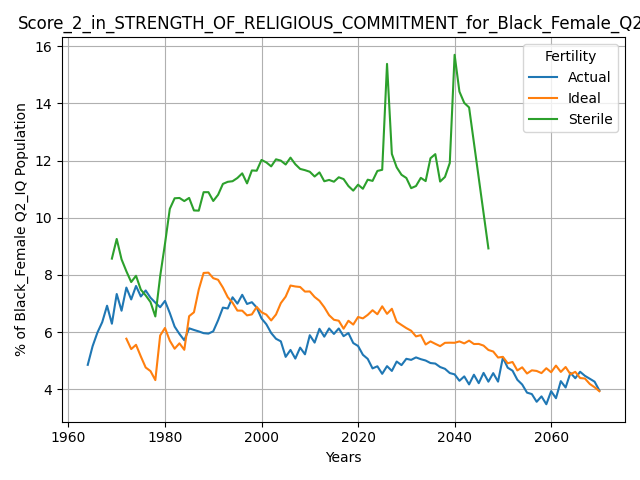 Score_2_in_STRENGTH_OF_RELIGIOUS_COMMITMENT_for_Black_Female_Q2
16
14
12
10
8
6
4
% of Black_Female Q2_IQ Population
Fertility
Actual
Ideal
Sterile
1960
1980
2000
2020
2040
2060
Years